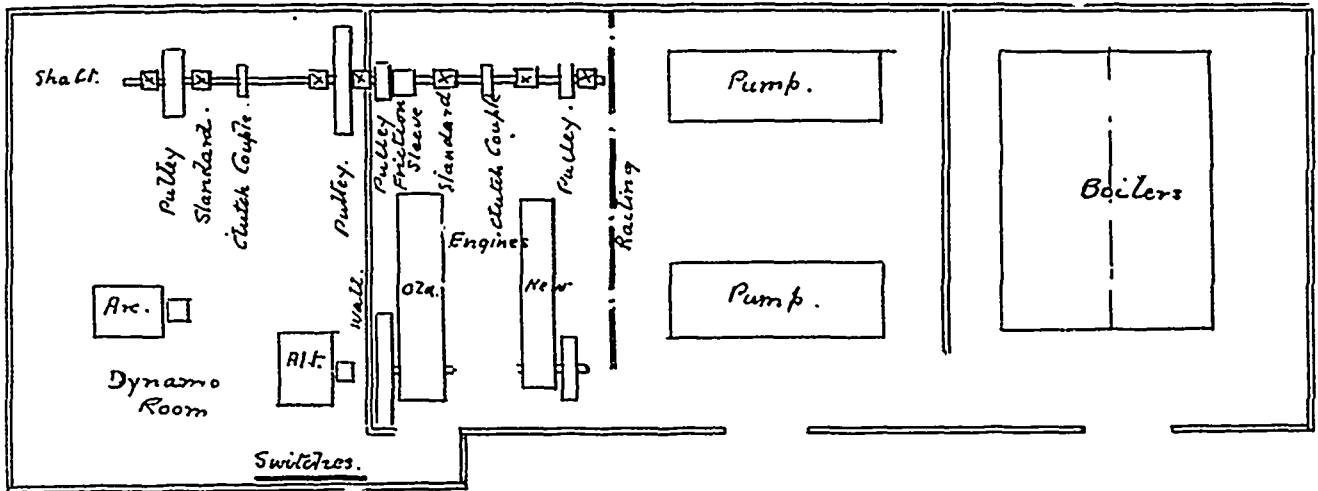 Shaft.
Pulley
Standard.
Clutch Couple.
Pulley.
Pulley
Friction
Sleeve
Standard
Clutch Couple
Pulley.
Railing
Pump.
Boilers
Engines
Old.
New
Wall.
Arc.
Alt.
Pump.
Dynamo
Room
Switches.